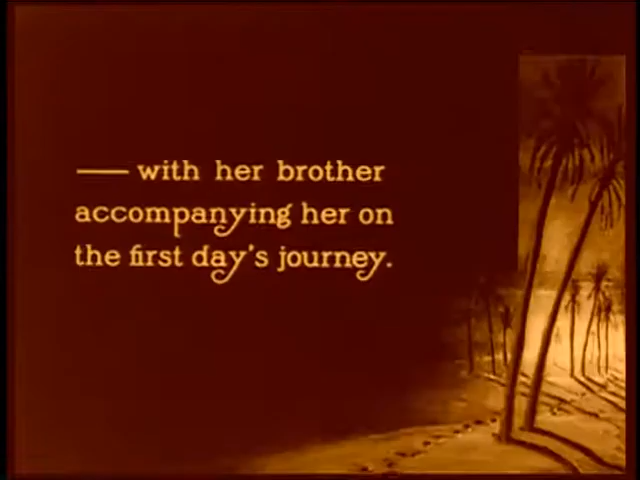 —— with her brother
accompanying her on
the first day's journey.